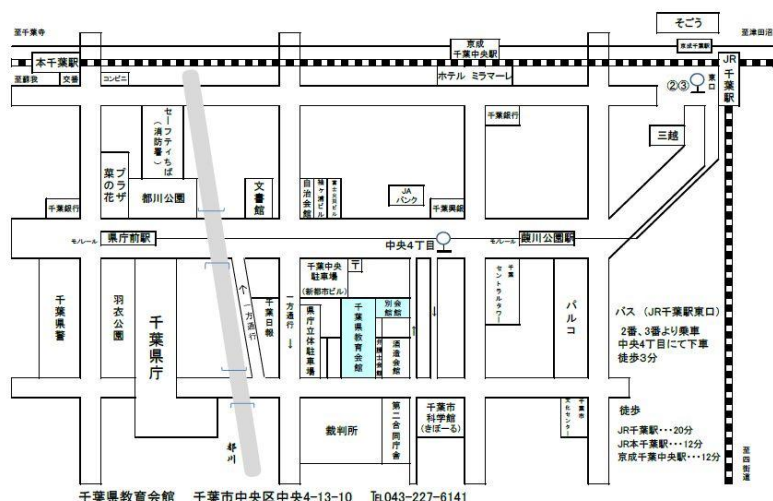 そごう
至千葉寺
京成
千葉中央駅
京成千葉駅
至津田沼
本千葉駅
JR
千葉駅
至蘇我
交番
コンビニ
ホテル ミラマーレ
②③
東口
セーフティちば
（消防署）
千葉銀行
三越
プラザ
菜の花
都川公園
文書館
自治会館
袖ヶ浦ビル
JA
バンク
千葉銀行
千葉興銀
モノレール
県庁前駅
中央4丁目
モノレール
葭川公園駅
千葉県警
羽衣公園
千葉県庁
↑
一方通行
千葉日報
一方通行
↓
千葉中央
駐車場
（新都市ビル）
〒
県庁立体駐車場
千葉県教育会館
別館
会館
弁護士会館
酒造会館
↑
↓
千葉
セントラルタワー
パルコ
バス （JR千葉駅東口）
2番、3番より乗車
中央4丁目にて下車
徒歩3分
都川
裁判所
第二合同庁舎
千葉市
科学館
（きぼーる）
千葉市
文化センター
徒歩
JR千葉駅・・・20分
JR本千葉駅・・・12分
京成千葉中央駅・・・12分
至四街道
千葉県教育会館 千葉市中央区中央4-13-10 ℡043-227-6141